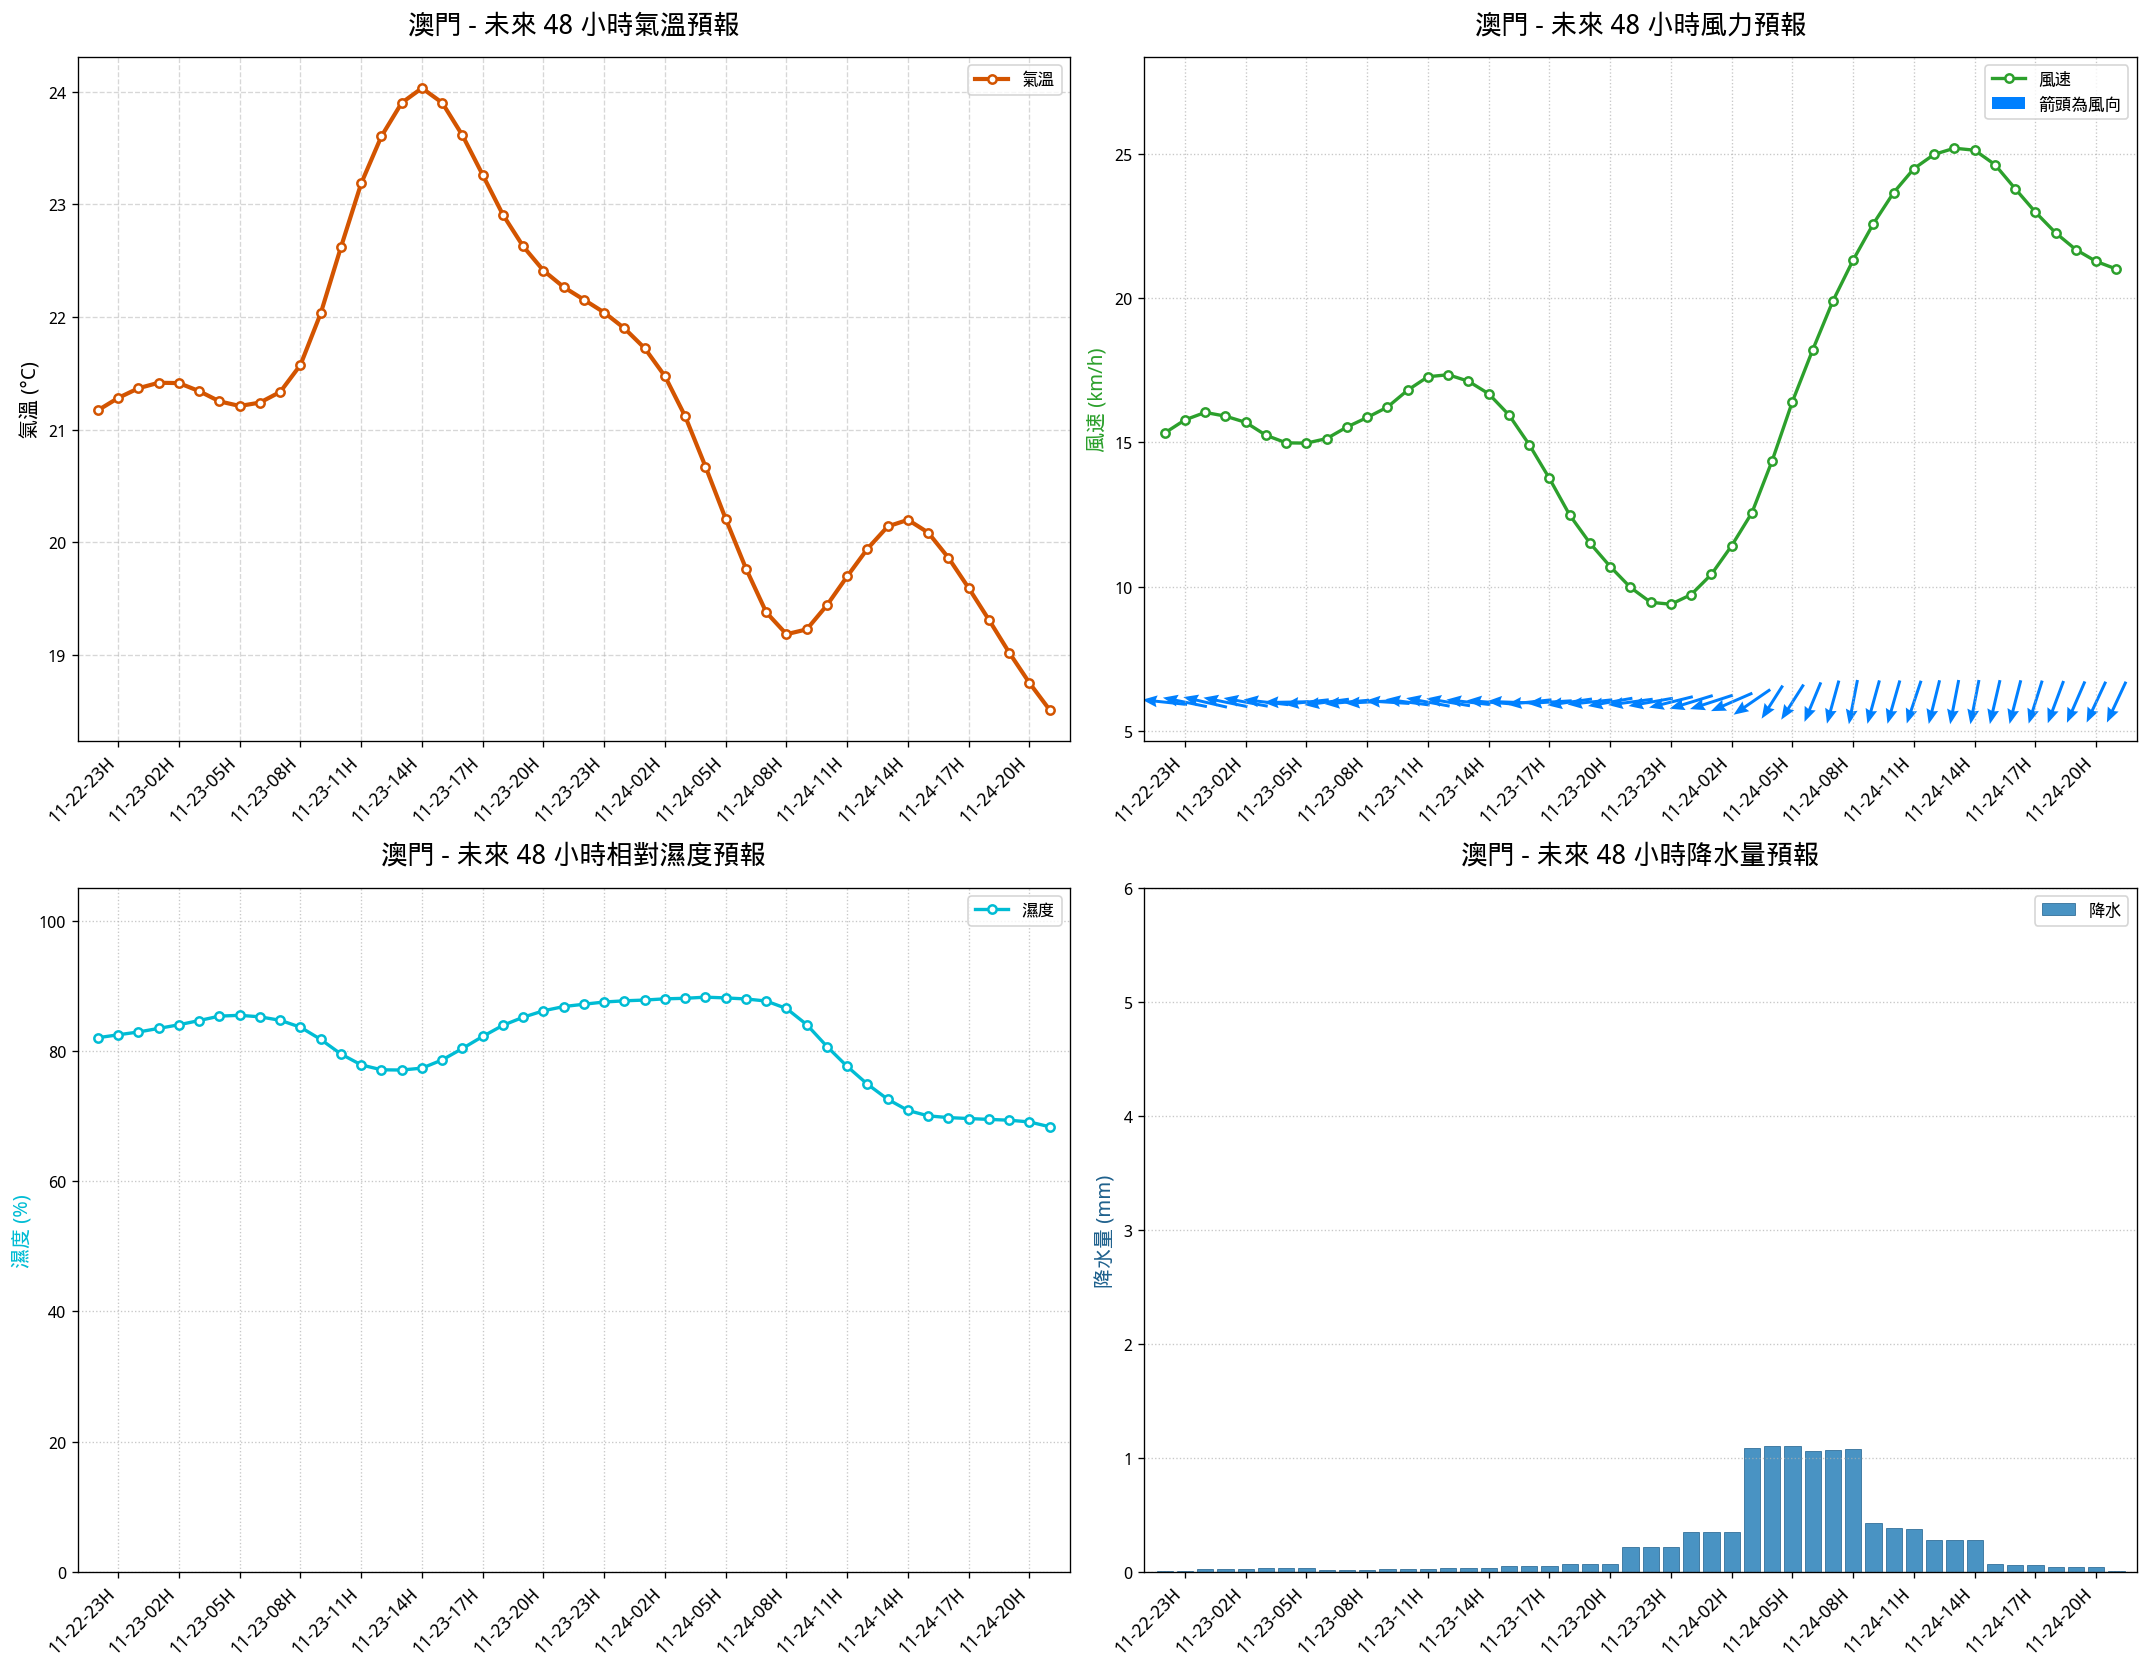 澳門 - 未來 48 小時氣溫預報
氣溫
氣溫 (°C)
24
23
22
21
20
19
11-22-23H
11-23-02H
11-23-05H
11-23-08H
11-23-11H
11-23-14H
11-23-17H
11-23-20H
11-23-23H
11-24-02H
11-24-05H
11-24-08H
11-24-11H
11-24-14H
11-24-17H
11-24-20H
澳門 - 未來 48 小時風力預報
風速
箭頭為風向
風速 (km/h)
25
20
15
10
5
11-22-23H
11-23-02H
11-23-05H
11-23-08H
11-23-11H
11-23-14H
11-23-17H
11-23-20H
11-23-23H
11-24-02H
11-24-05H
11-24-08H
11-24-11H
11-24-14H
11-24-17H
11-24-20H
澳門 - 未來 48 小時相對濕度預報
濕度
濕度 (%)
100
80
60
40
20
0
11-22-23H
11-23-02H
11-23-05H
11-23-08H
11-23-11H
11-23-14H
11-23-17H
11-23-20H
11-23-23H
11-24-02H
11-24-05H
11-24-08H
11-24-11H
11-24-14H
11-24-17H
11-24-20H
澳門 - 未來 48 小時降水量預報
降水
降水量 (mm)
6
5
4
3
2
1
0
11-22-23H
11-23-02H
11-23-05H
11-23-08H
11-23-11H
11-23-14H
11-23-17H
11-23-20H
11-23-23H
11-24-02H
11-24-05H
11-24-08H
11-24-11H
11-24-14H
11-24-17H
11-24-20H